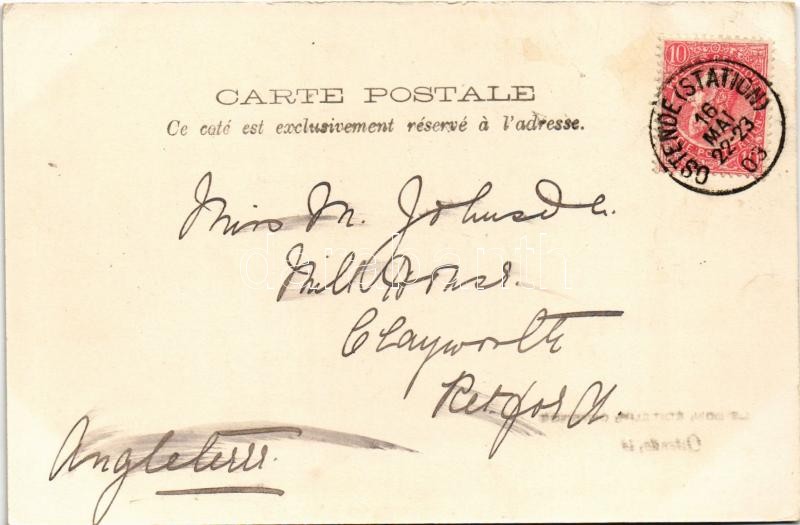 10
OSTENDE (STATION)
16
MAI
22-23
03
CARTE POSTALE
Ce coté est exclusivement réservé à l'adresse.
Miss M. Johnson.
Mill House.
Clayworth
Retford.
Angleterre.